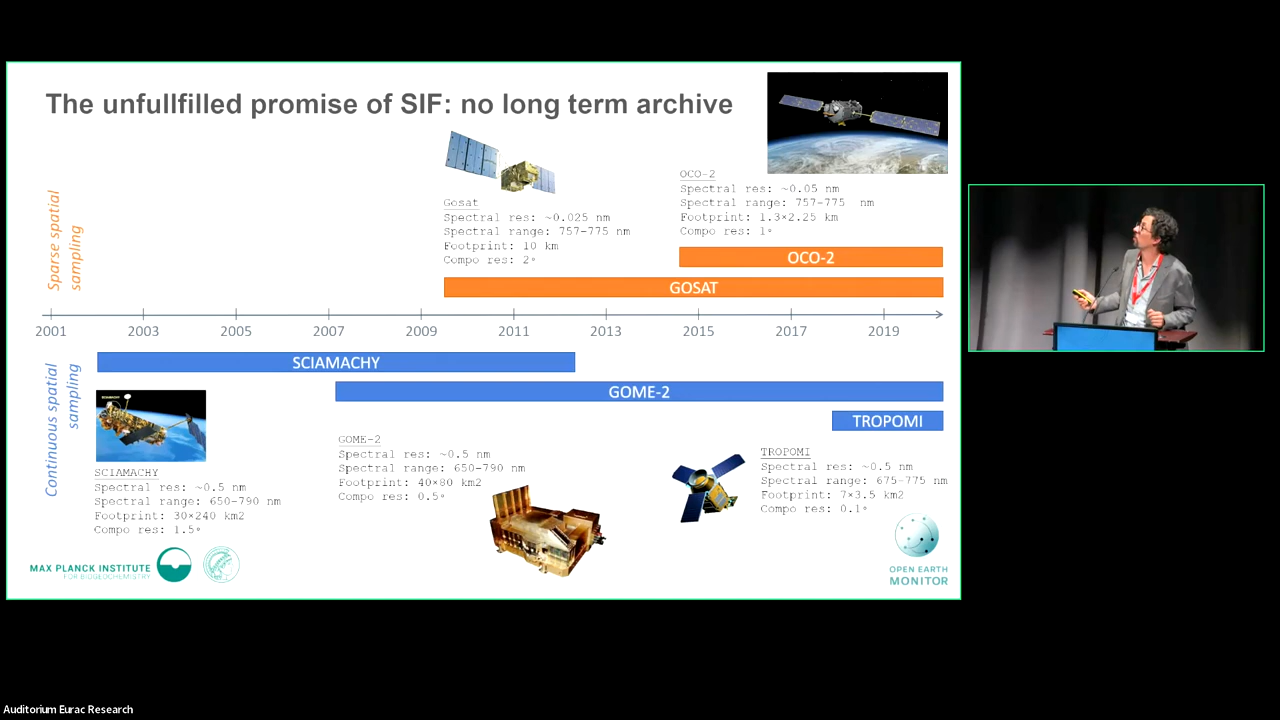 The unfullfilled promise of SIF: no long term archive
Sparse spatial
sampling
Gosat
Spectral res: ~0.025 nm
Spectral range: 757-775 nm
Footprint: 10 km
Compo res: 2°
OCO-2
Spectral res: ~0.05 nm
Spectral range: 757-775 nm
Footprint: 1.3×2.25 km
Compo res: 1°
OCO-2
GOSAT
2001 2003 2005 2007 2009 2011 2013 2015 2017 2019
Continuous spatial
sampling
SCIAMACHY
GOME-2
TROPOMI
SCIAMACHY
Spectral res: ~0.5 nm
Spectral range: 650-790 nm
Footprint: 30×240 km2
Compo res: 1.5°
GOME-2
Spectral res: ~0.5 nm
Spectral range: 650-790 nm
Footprint: 40×80 km2
Compo res: 0.5°
TROPOMI
Spectral res: ~0.5 nm
Spectral range: 675-775 nm
Footprint: 7×3.5 km2
Compo res: 0.1°
MAX PLANCK INSTITUTE
FOR BIOGEOCHEMISTRY
OPEN EARTH
MONITOR
Auditorium Eurac Research